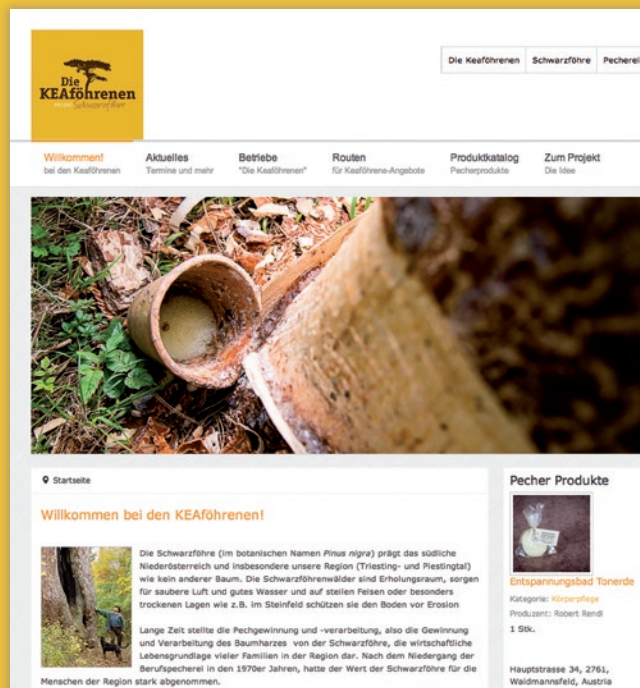 Die
KEAföhrenen
PROJEKT Schwarzföhre
Die Keaföhrenen Schwarzföhre Pecherei
Willkommen! Aktuelles Betriebe Routen Produktkatalog Zum Projekt
bei den Keaföhrenen Termine und mehr "Die Keaföhrenen" für Keaföhrene-Angebote Pecherprodukte Die Idee
Startseite
Willkommen bei den KEAföhrenen!
Die Schwarzföhre (im botanischen Namen Pinus nigra) prägt das südliche
Niederösterreich und insbesondere unsere Region (Triesting- und Piestingtal)
wie kein anderer Baum. Die Schwarzföhrenwälder sind Erholungsraum, sorgen
für saubere Luft und gutes Wasser und auf steilen Felsen oder besonders
trockenen Lagen wie z.B. im Steinfeld schützen sie den Boden vor Erosion
Lange Zeit stellte die Pechgewinnung und -verarbeitung, also die Gewinnung
und Verarbeitung des Baumharzes von der Schwarzföhre, die wirtschaftliche
Lebensgrundlage vieler Familien in der Region dar. Nach dem Niedergang der
Berufspecherei in den 1970er Jahren, hatte der Wert der Schwarzföhre für die
Menschen der Region stark abgenommen.
Pecher Produkte
Entspannungsbad Tonerde
Kategorie: Körperpflege
Produzent: Robert Rendl
1 Stk.
Hauptstrasse 34, 2761,
Waidmannsfeld, Austria